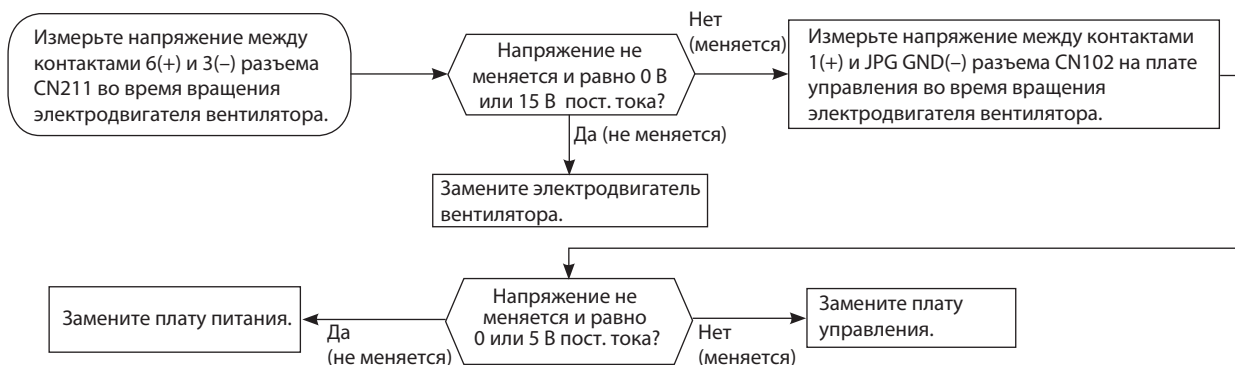 Измерьте напряжение между
контактами 6(+) и 3(–) разъема
CN211 во время вращения
электродвигателя вентилятора.
Напряжение не
меняется и равно 0 В
или 15 В пост. тока?
Нет
(меняется)
Измерьте напряжение между контактами
1(+) и JPG GND(–) разъема CN102 на плате
управления во время вращения
электродвигателя вентилятора.
Да (не меняется)
Замените электродвигатель
вентилятора.
Напряжение не
меняется и равно
0 или 5 В пост. тока?
Да
(не меняется)
Замените плату питания.
Нет
(меняется)
Замените плату
управления.